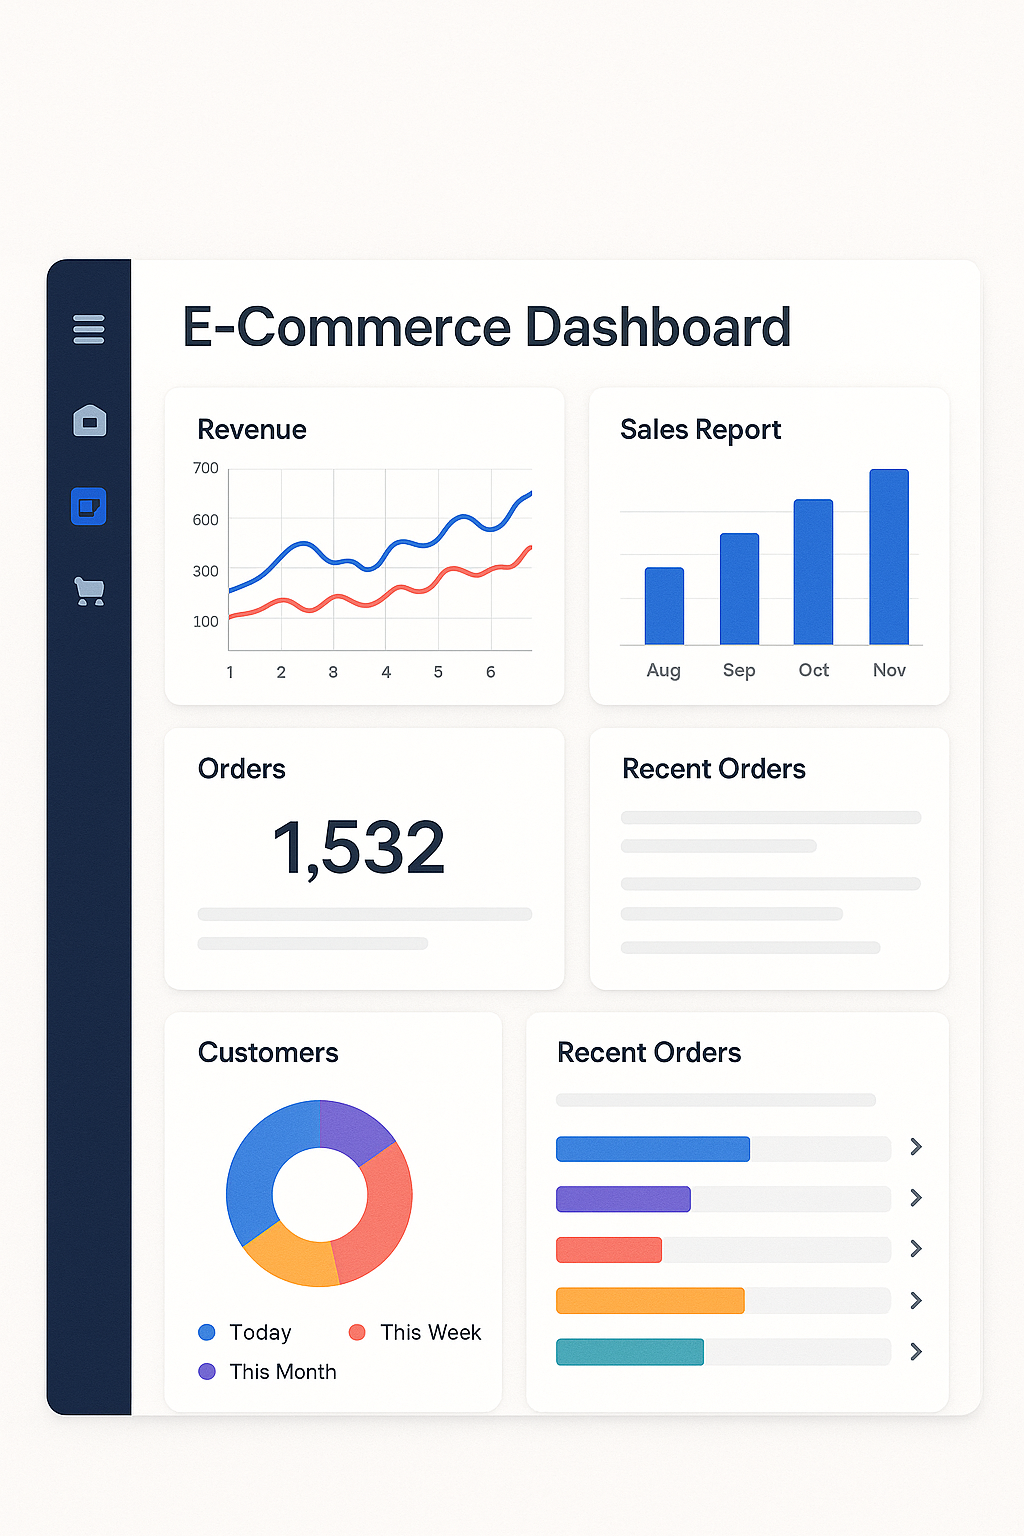 E-Commerce Dashboard
Revenue
700
600
300
100
1 2 3 4 5 6
Sales Report
Aug Sep Oct Nov
Orders
1,532
Recent Orders
Customers
Today This Week
This Month
Recent Orders